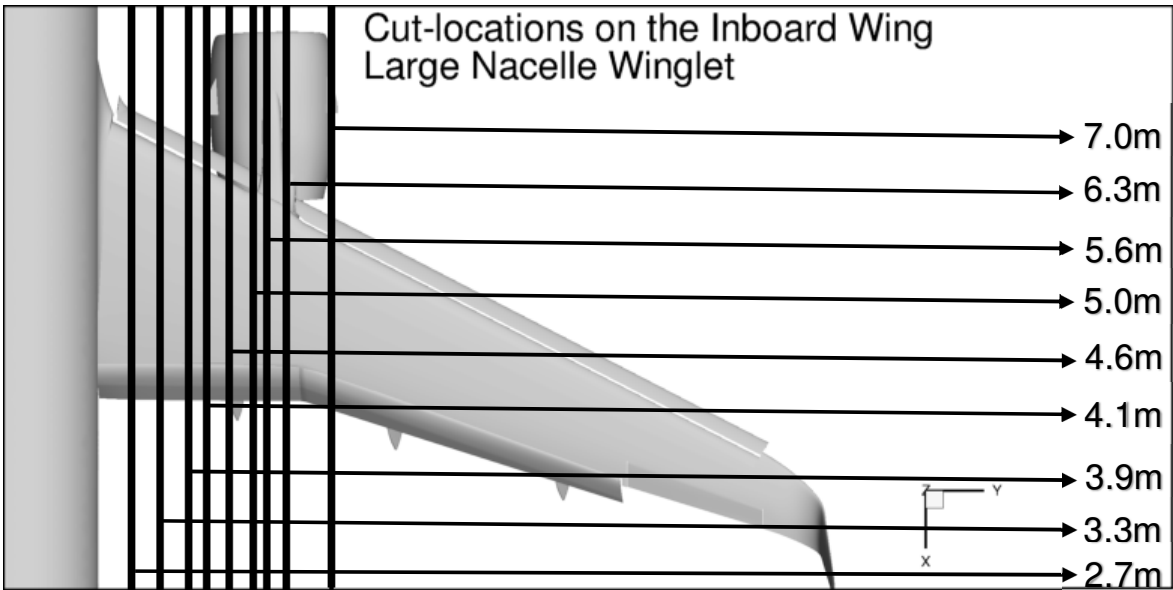 Cut-locations on the Inboard Wing
Large Nacelle Winglet
7.0m
6.3m
5.6m
5.0m
4.6m
4.1m
3.9m
Z Y
3.3m
X
2.7m